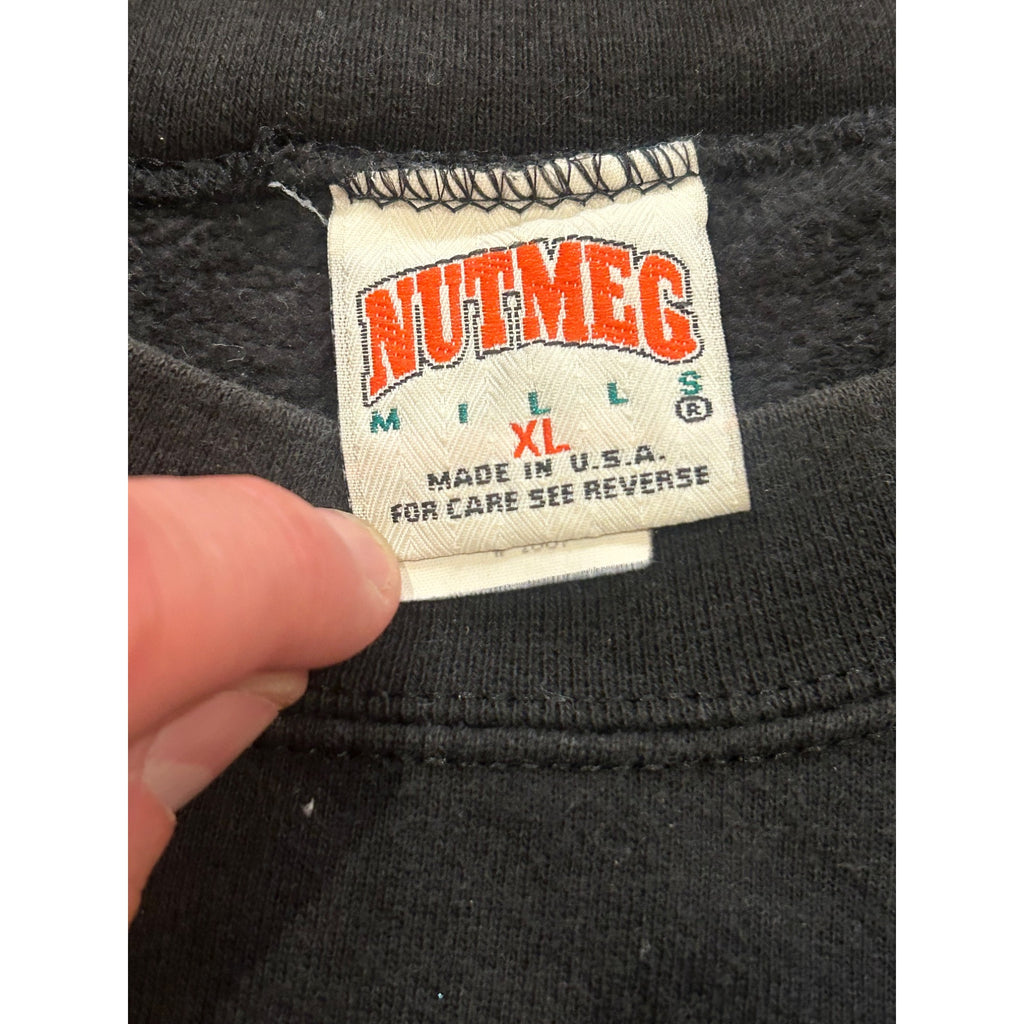 NUTMEG
MILLS
®
XL
MADE IN U.S.A.
FOR CARE SEE REVERSE